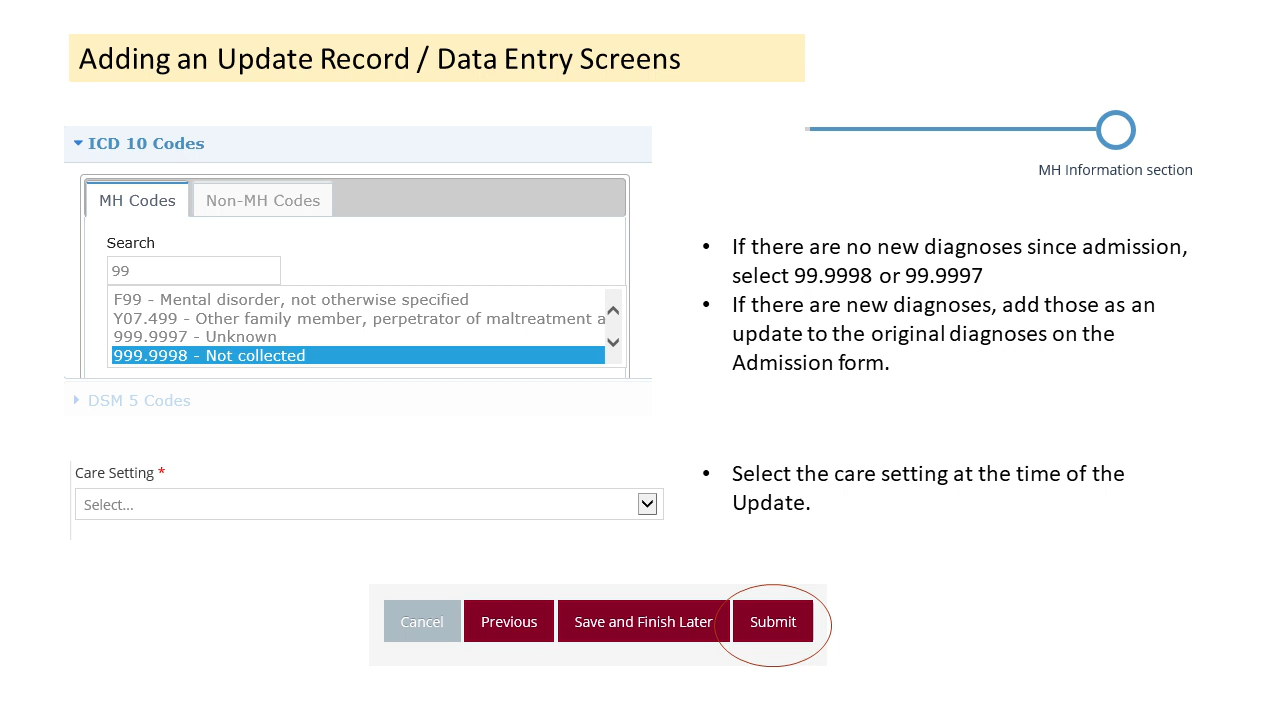 Adding an Update Record / Data Entry Screens
ICD 10 Codes
MH Information section
MH Codes
Non-MH Codes
Search
99
F99 - Mental disorder, not otherwise specified
Y07.499 - Other family member, perpetrator of maltreatment a
999.9997 - Unknown
999.9998 - Not collected
DSM 5 Codes
• If there are no new diagnoses since admission,
select 99.9998 or 99.9997
• If there are new diagnoses, add those as an
update to the original diagnoses on the
Admission form.
Care Setting *
Select...
• Select the care setting at the time of the
Update.
Cancel
Previous
Save and Finish Later
Submit